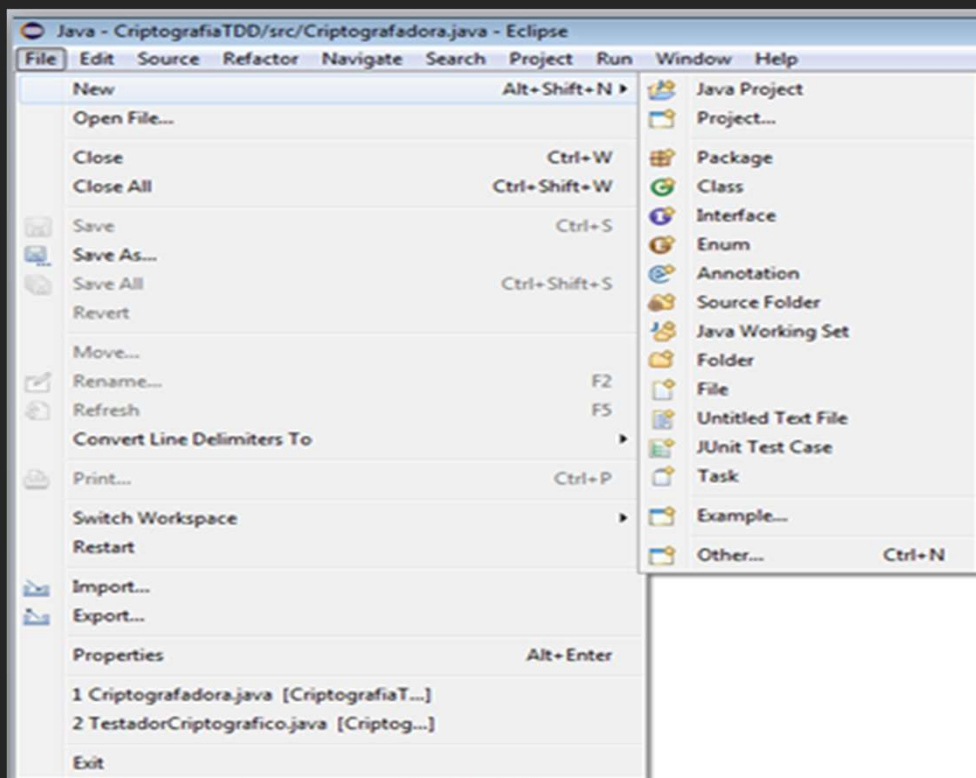 Java - CriptografiaTDD/src/Criptografadora.java - Eclipse
File Edit Source Refactor Navigate Search Project Run Window Help
New Alt+Shift+N
Open File...
Close Ctrl+W
Close All Ctrl+Shift+W
Save Ctrl+S
Save As...
Save All Ctrl+Shift+S
Revert
Move...
Rename... F2
Refresh F5
Convert Line Delimiters To
Print... Ctrl+P
Switch Workspace
Restart
Import...
Export...
Properties Alt+Enter
1 Criptografadora.java [CriptografiaT...]
2 TestadorCriptografico.java [Criptog...]
Exit
Java Project
Project...
Package
Class
Interface
Enum
Annotation
Source Folder
Java Working Set
Folder
File
Untitled Text File
JUnit Test Case
Task
Example...
Other... Ctrl+N